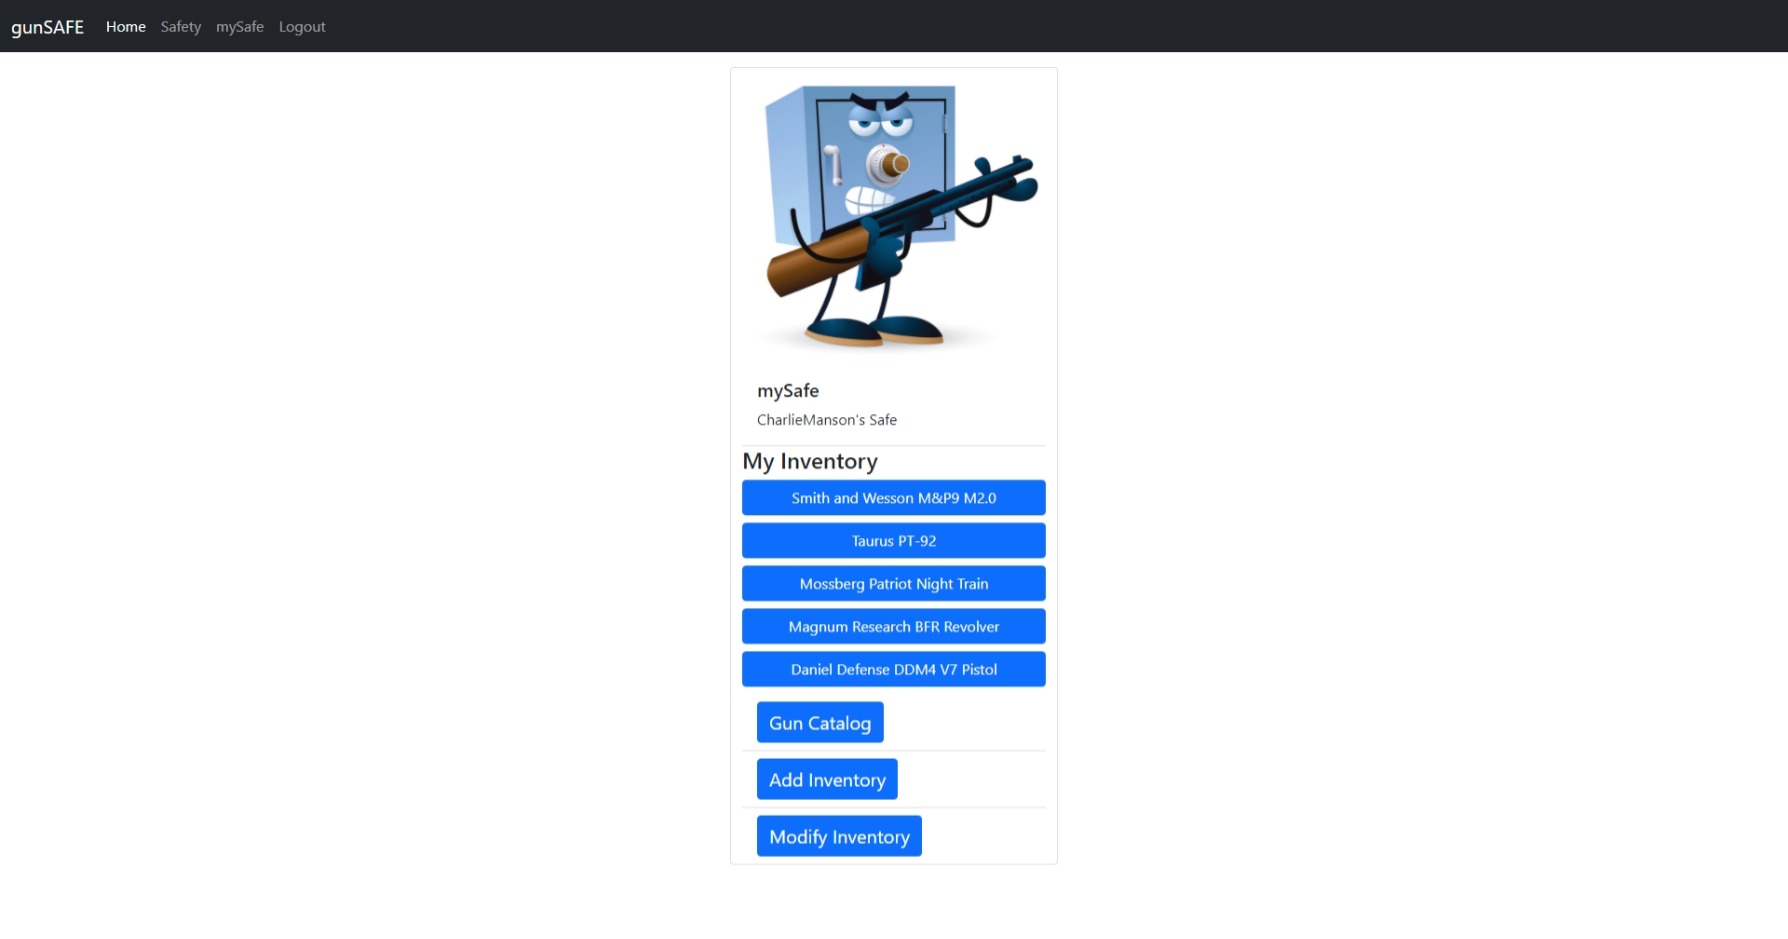 gunSAFE Home Safety mySafe Logout
mySafe
CharlieManson's Safe
My Inventory
Smith and Wesson M&P9 M2.0
Taurus PT-92
Mossberg Patriot Night Train
Magnum Research BFR Revolver
Daniel Defense DDM4 V7 Pistol
Gun Catalog
Add Inventory
Modify Inventory